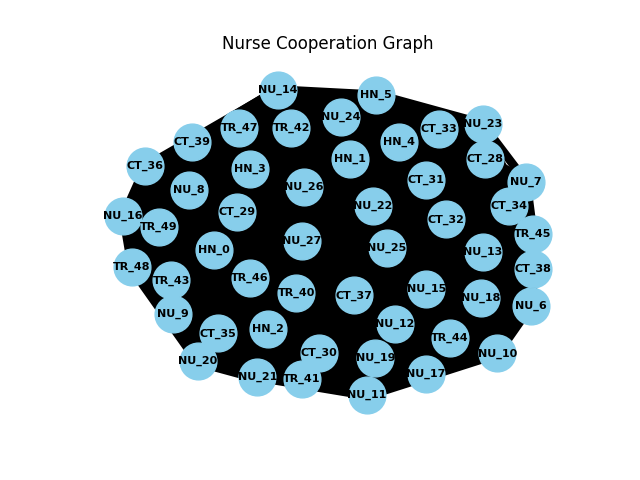 Nurse Cooperation Graph
NU_14
HN_5
NU_24
NU_23
TR_47
TR_42
CT_33
CT_39
HN_4
CT_28
HN_1
CT_36
HN_3
CT_31
NU_7
NU_26
NU_8
NU_22
CT_34
CT_29
NU_16
CT_32
TR_49
TR_45
NU_27
NU_25
HN_0
NU_13
TR_48
CT_38
TR_46
TR_43
NU_15
TR_40
CT_37
NU_18
NU_6
NU_9
NU_12
HN_2
CT_35
TR_44
CT_30
NU_10
NU_19
NU_20
NU_17
NU_21
TR_41
NU_11